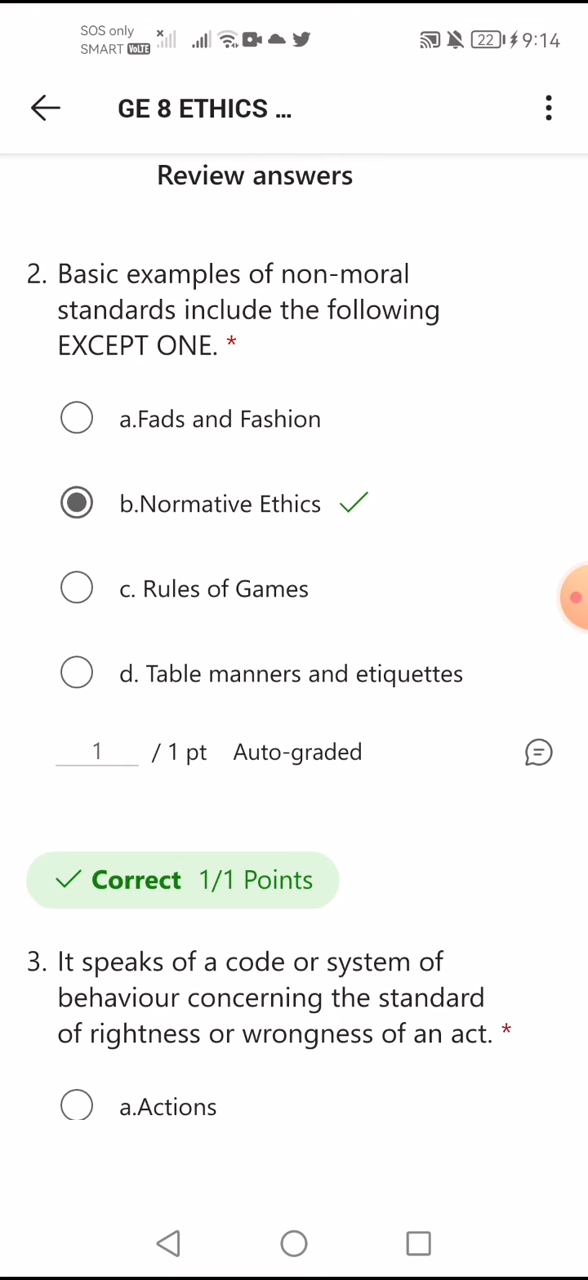 SOS only
SMART VoLTE
22 9:14
GE 8 ETHICS ...
Review answers
2. Basic examples of non-moral
standards include the following
EXCEPT ONE. *
a.Fads and Fashion
b.Normative Ethics
c. Rules of Games
d. Table manners and etiquettes
1 / 1 pt Auto-graded
Correct 1/1 Points
3. It speaks of a code or system of
behaviour concerning the standard
of rightness or wrongness of an act. *
a.Actions